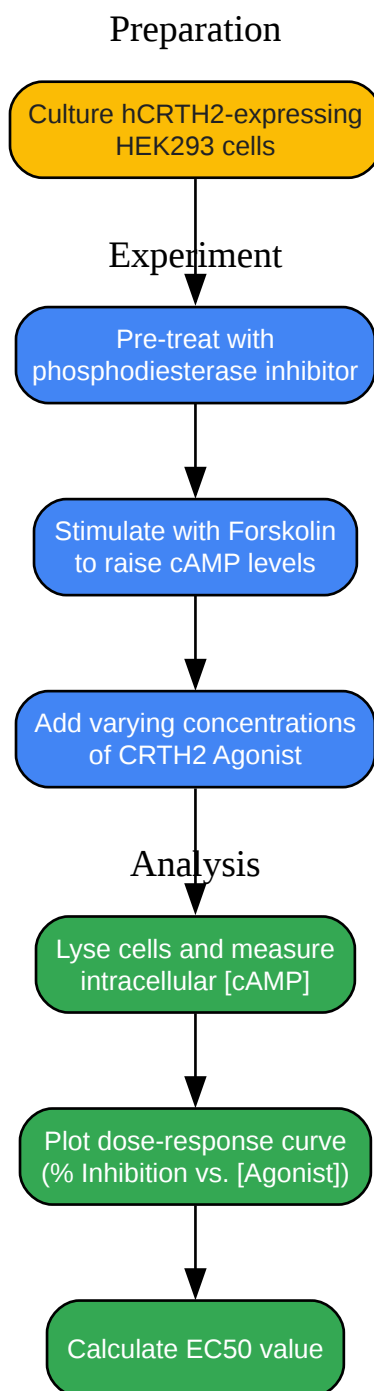 Preparation
Culture hCRTH2-expressing
HEK293 cells
Experiment
Pre-treat with
phosphodiesterase inhibitor
Stimulate with Forskolin
to raise cAMP levels
Add varying concentrations
of CRTH2 Agonist
Analysis
Lyse cells and measure
intracellular [cAMP]
Plot dose-response curve
(% Inhibition vs. [Agonist])
Calculate EC50 value